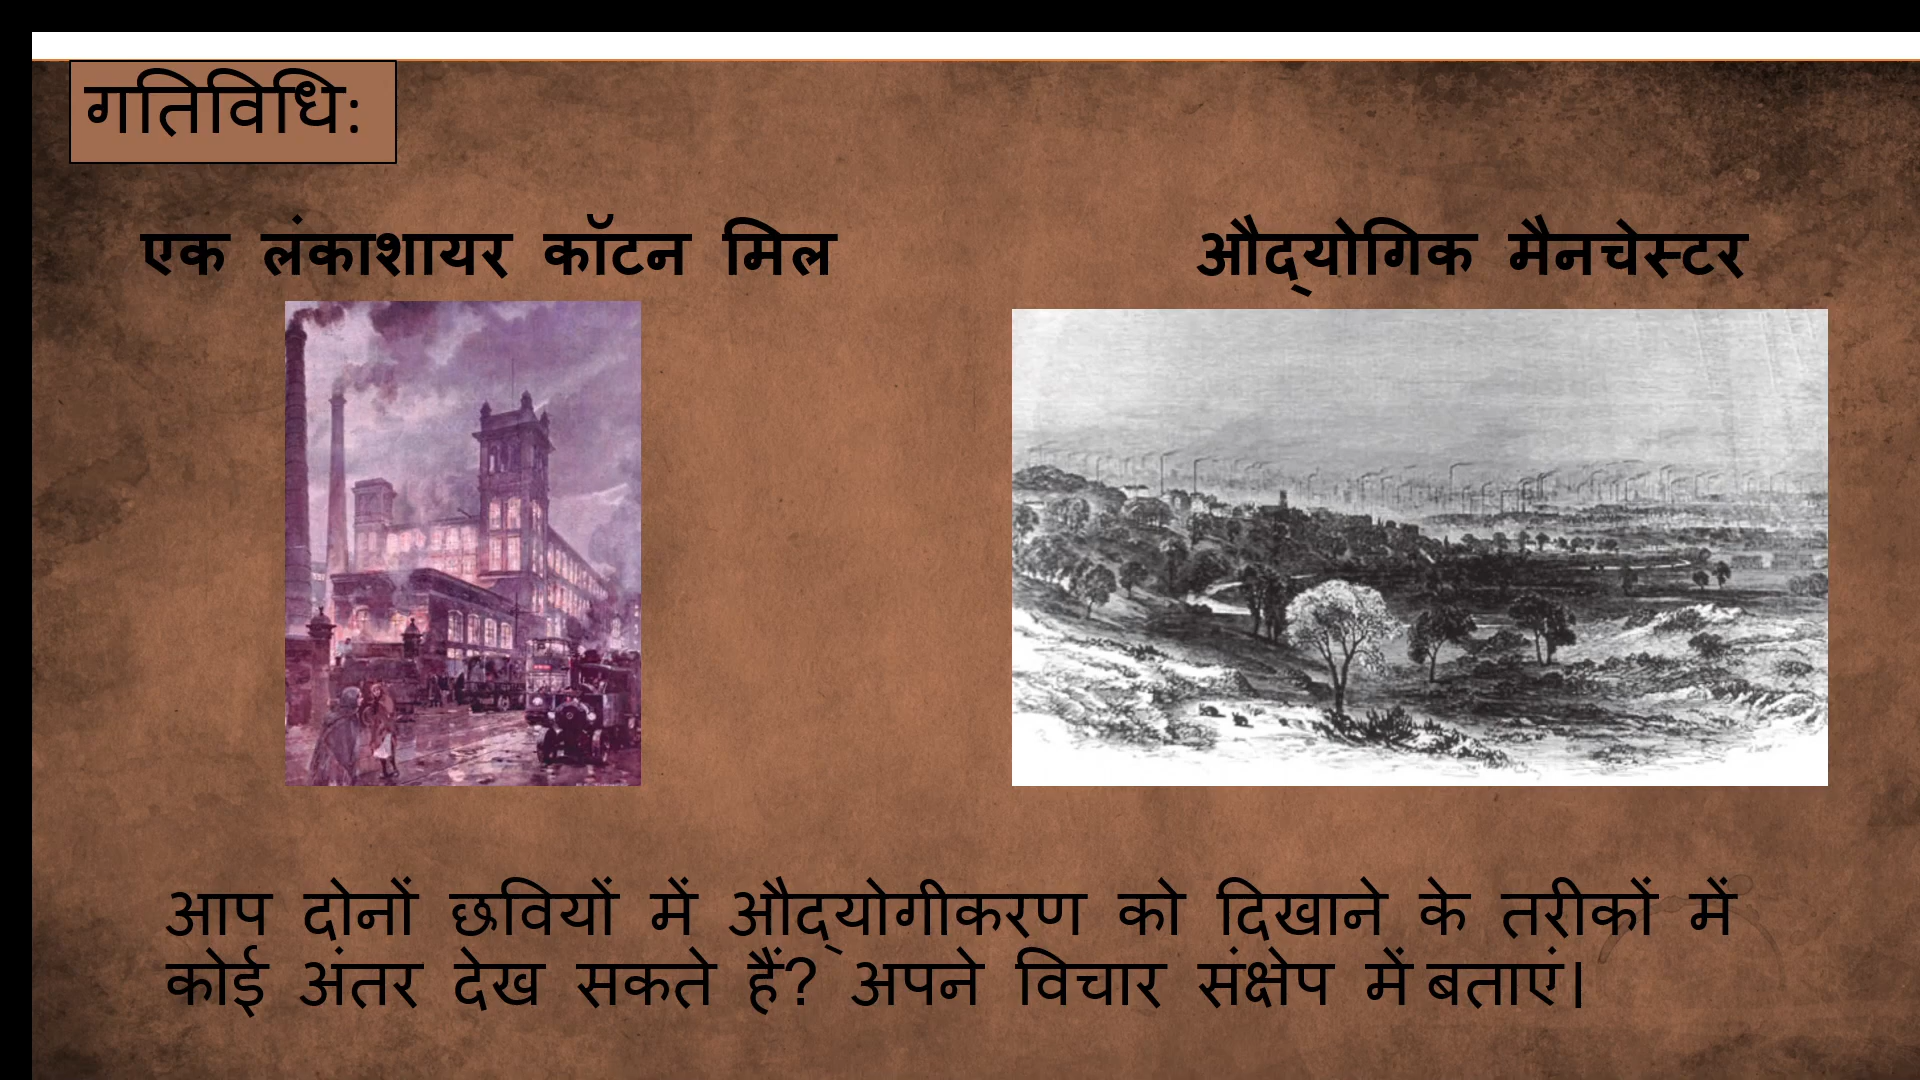 गतिविधि:
एक लंकाशायर कॉटन मिल
औद्योगिक मैनचेस्टर
आप दोनों छवियों में औद्योगीकरण को दिखाने के तरीकों में
कोई अंतर देख सकते हैं? अपने विचार संक्षेप में बताएं।